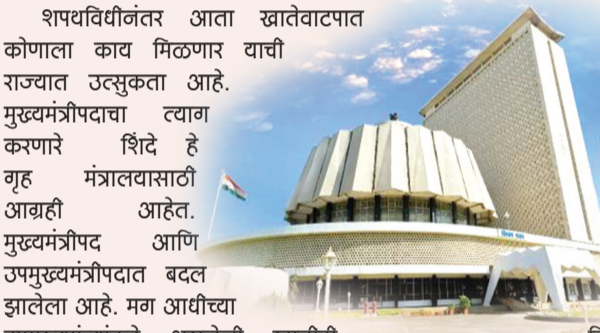 शपथविधीनंतर आता खातेवाटपात
कोणाला काय मिळणार याची
राज्यात उत्सुकता आहे.
मुख्यमंत्रीपदाचा त्याग
करणारे शिंदे हे
गृह मंत्रालयासाठी
आग्रही आहेत.
मुख्यमंत्रीपद आणि
उपमुख्यमंत्रीपदात बदल
झालेला आहे. मग आधीच्या